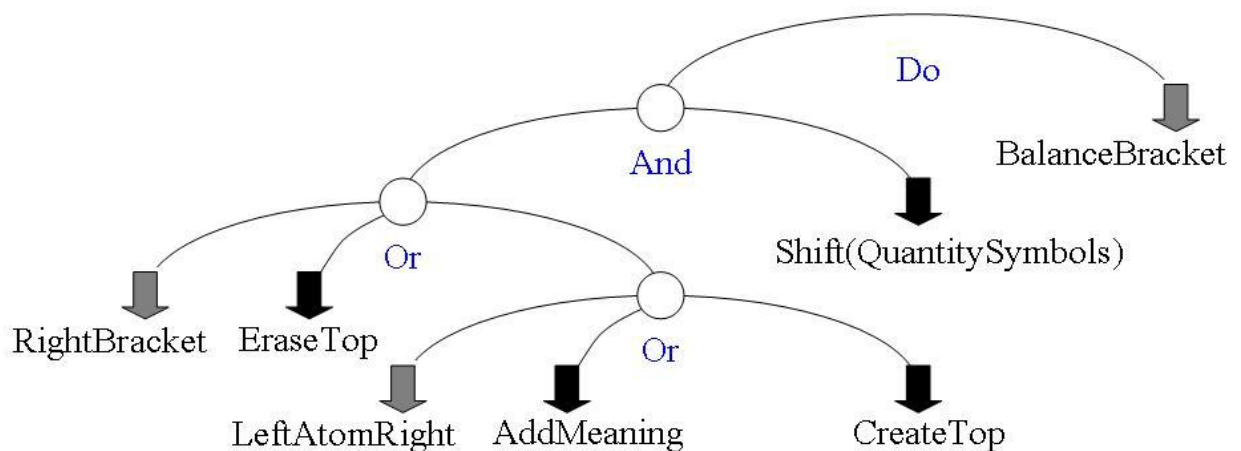 Do
BalanceBracket
And
Shift(QuantitySymbols)
Or
RightBracket
EraseTop
Or
LeftAtomRight
AddMeaning
CreateTop